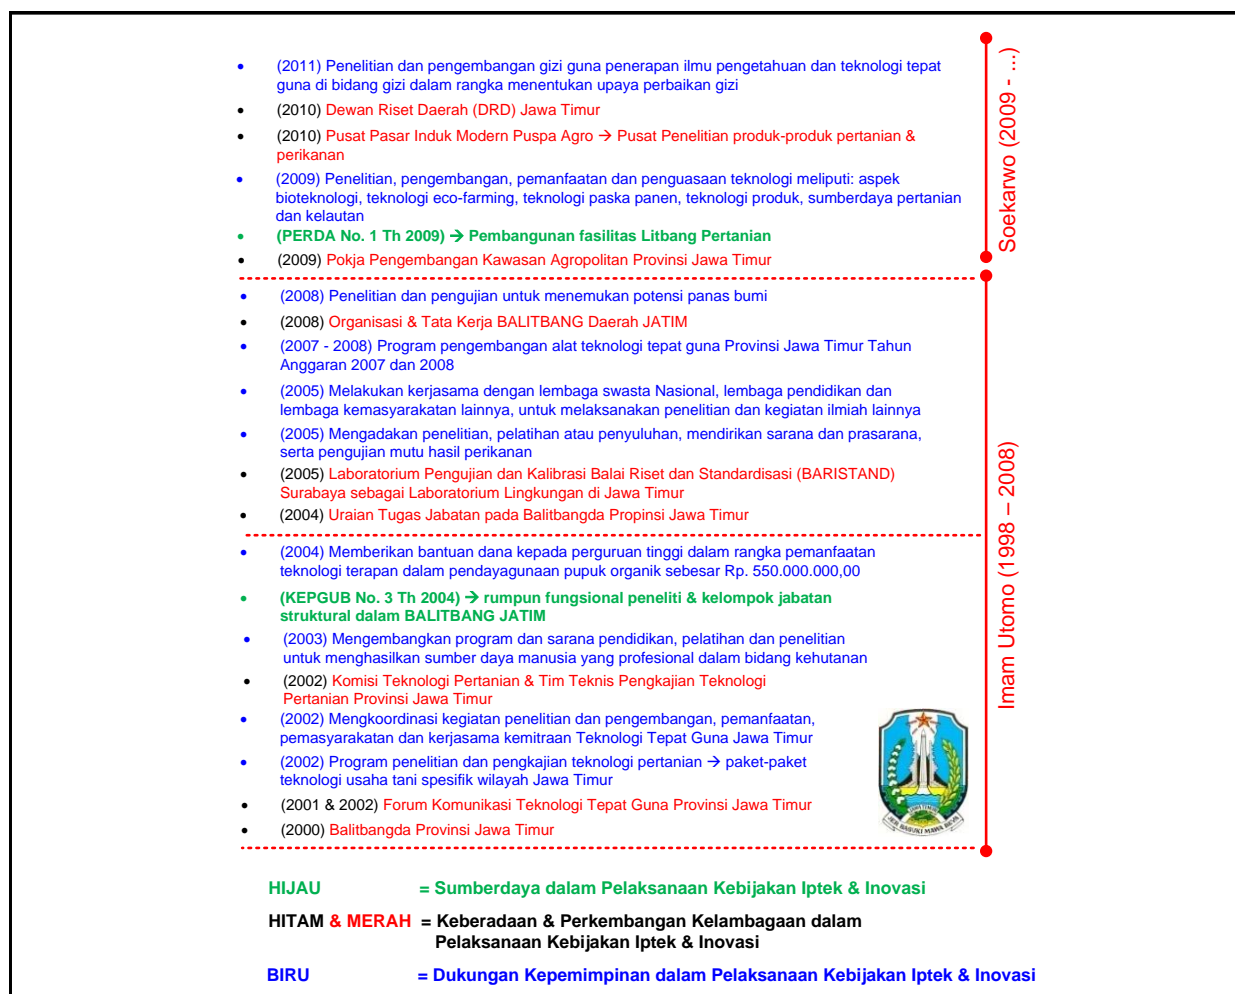 • (2011) Penelitian dan pengembangan gizi guna penerapan ilmu pengetahuan dan teknologi tepat
guna di bidang gizi dalam rangka menentukan upaya perbaikan gizi
• (2010) Dewan Riset Daerah (DRD) Jawa Timur
• (2010) Pusat Pasar Induk Modern Puspa Agro → Pusat Penelitian produk-produk pertanian &
perikanan
• (2009) Penelitian, pengembangan, pemanfaatan dan penguasaan teknologi meliputi: aspek
bioteknologi, teknologi eco-farming, teknologi paska panen, teknologi produk, sumberdaya pertanian
dan kelautan
• (PERDA No. 1 Th 2009) → Pembangunan fasilitas Litbang Pertanian
• (2009) Pokja Pengembangan Kawasan Agropolitan Provinsi Jawa Timur
Soekarwo (2009 - ...)
• (2008) Penelitian dan pengujian untuk menemukan potensi panas bumi
• (2008) Organisasi & Tata Kerja BALITBANG Daerah JATIM
• (2007 - 2008) Program pengembangan alat teknologi tepat guna Provinsi Jawa Timur Tahun
Anggaran 2007 dan 2008
• (2005) Melakukan kerjasama dengan lembaga swasta Nasional, lembaga pendidikan dan
lembaga kemasyarakatan lainnya, untuk melaksanakan penelitian dan kegiatan ilmiah lainnya
• (2005) Mengadakan penelitian, pelatihan atau penyuluhan, mendirikan sarana dan prasarana,
serta pengujian mutu hasil perikanan
• (2005) Laboratorium Pengujian dan Kalibrasi Balai Riset dan Standardisasi (BARISTAND)
Surabaya sebagai Laboratorium Lingkungan di Jawa Timur
• (2004) Uraian Tugas Jabatan pada Balitbangda Propinsi Jawa Timur
• (2004) Memberikan bantuan dana kepada perguruan tinggi dalam rangka pemanfaatan
teknologi terapan dalam pendayagunaan pupuk organik sebesar Rp. 550.000.000,00
• (KEPGUB No. 3 Th 2004) → rumpun fungsional peneliti & kelompok jabatan
struktural dalam BALITBANG JATIM
• (2003) Mengembangkan program dan sarana pendidikan, pelatihan dan penelitian
untuk menghasilkan sumber daya manusia yang profesional dalam bidang kehutanan
• (2002) Komisi Teknologi Pertanian & Tim Teknis Pengkajian Teknologi
Pertanian Provinsi Jawa Timur
• (2002) Mengkoordinasi kegiatan penelitian dan pengembangan, pemanfaatan,
pemasyarakatan dan kerjasama kemitraan Teknologi Tepat Guna Jawa Timur
• (2002) Program penelitian dan pengkajian teknologi pertanian → paket-paket
teknologi usaha tani spesifik wilayah Jawa Timur
• (2001 & 2002) Forum Komunikasi Teknologi Tepat Guna Provinsi Jawa Timur
• (2000) Balitbangda Provinsi Jawa Timur
Imam Utomo (1998 – 2008)
JAWA TIMUR
JER BASUKI MAWA BEYA
HIJAU = Sumberdaya dalam Pelaksanaan Kebijakan Iptek & Inovasi
HITAM & MERAH = Keberadaan & Perkembangan Kelambagaan dalam
Pelaksanaan Kebijakan Iptek & Inovasi
BIRU = Dukungan Kepemimpinan dalam Pelaksanaan Kebijakan Iptek & Inovasi